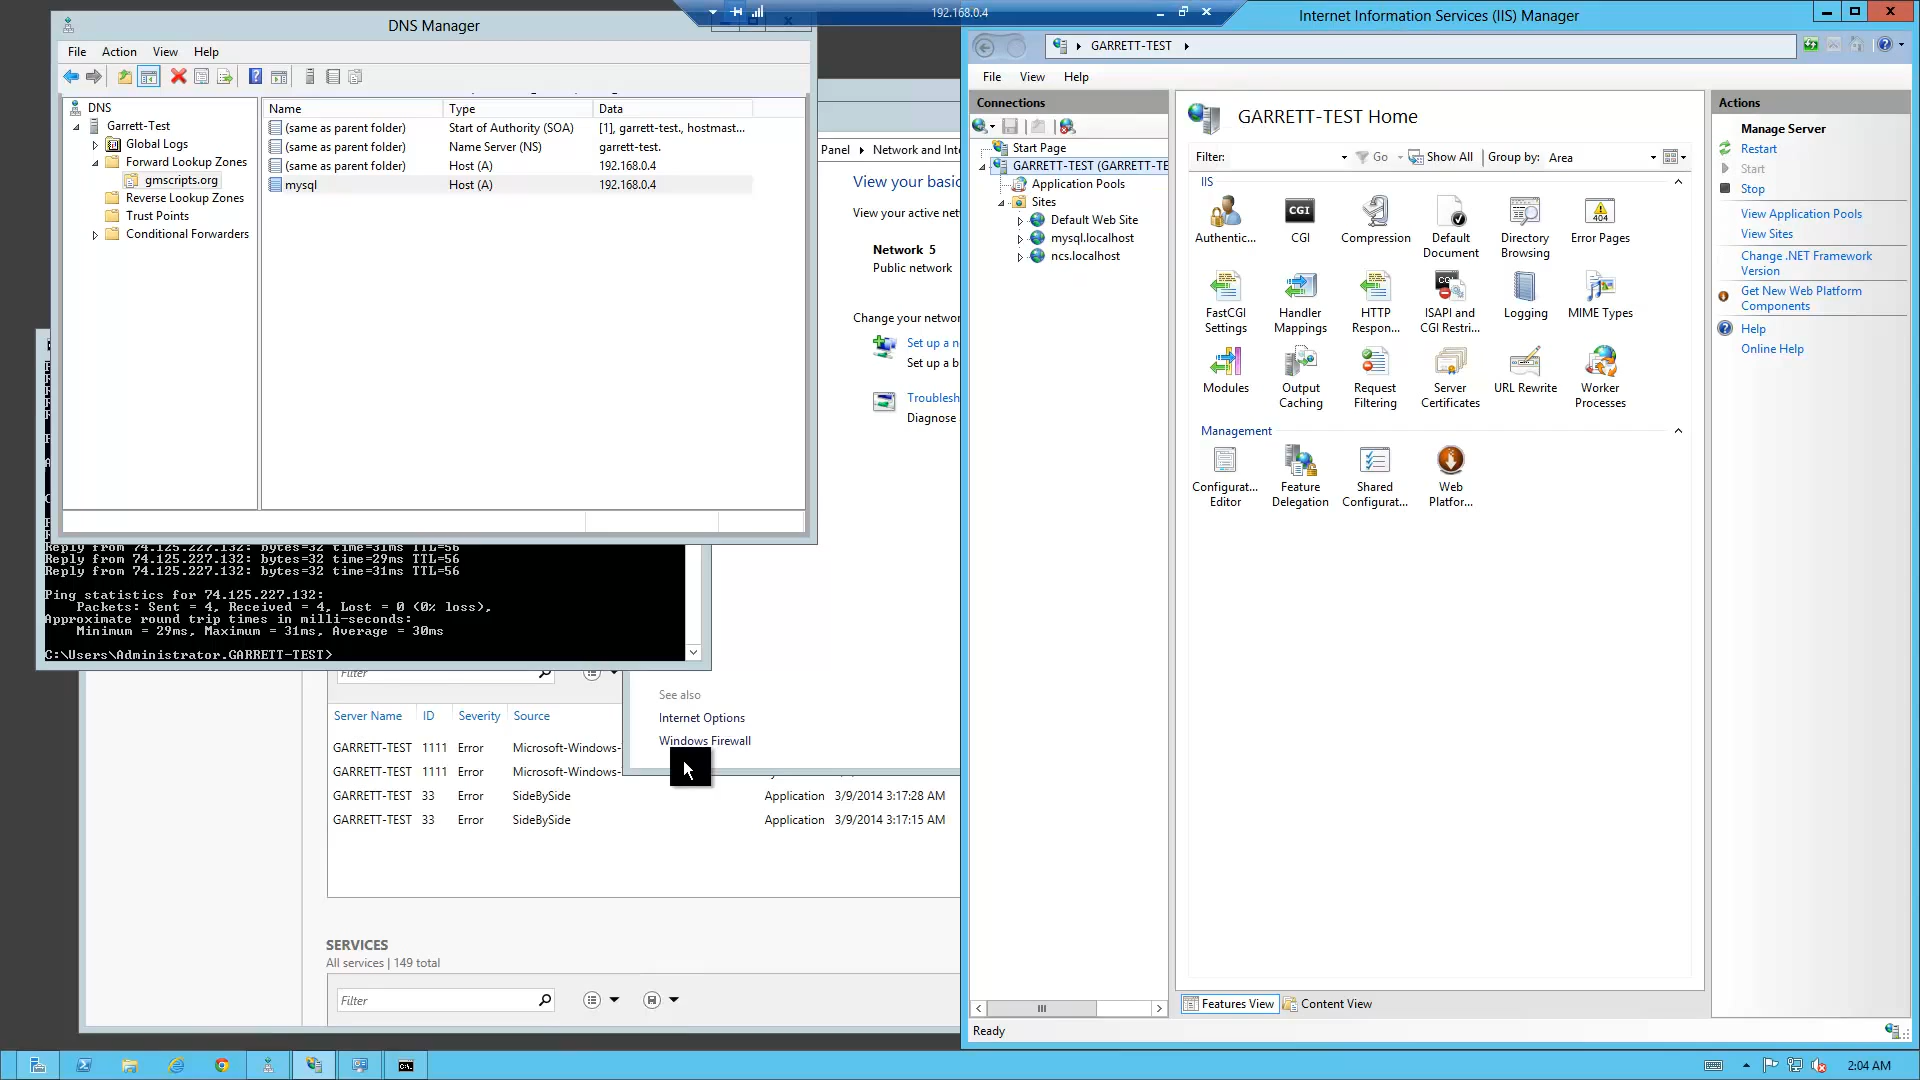 DNS Manager
File Action View Help
DNS
Garrett-Test
Global Logs
Forward Lookup Zones
gmscripts.org
Reverse Lookup Zones
Trust Points
Conditional Forwarders
Name Type Data
(same as parent folder) Start of Authority (SOA) [1], garrett-test., hostmast...
(same as parent folder) Name Server (NS) garrett-test.
(same as parent folder) Host (A) 192.168.0.4
mysql Host (A) 192.168.0.4
192.168.0.4
Panel Network and Inte
View your basic
View your active net
Network 5
Public network
Change your networ
Set up a n
Set up a b
Troublesh
Diagnose
See also
Internet Options
Windows Firewall
Reply from 74.125.227.132: bytes=32 time=31ms TTL=56
Reply from 74.125.227.132: bytes=32 time=29ms TTL=56
Reply from 74.125.227.132: bytes=32 time=31ms TTL=56
Ping statistics for 74.125.227.132:
Packets: Sent = 4, Received = 4, Lost = 0 (0% loss),
Approximate round trip times in milli-seconds:
Minimum = 29ms, Maximum = 31ms, Average = 30ms
C:\Users\Administrator.GARRETT-TEST>
Filter
Server Name ID Severity Source
GARRETT-TEST 1111 Error Microsoft-Windows-
GARRETT-TEST 1111 Error Microsoft-Windows-
GARRETT-TEST 33 Error SideBySide Application 3/9/2014 3:17:28 AM
GARRETT-TEST 33 Error SideBySide Application 3/9/2014 3:17:15 AM
SERVICES
All services | 149 total
Filter
Internet Information Services (IIS) Manager
GARRETT-TEST
File View Help
Connections
Start Page
GARRETT-TEST (GARRETT-TE
Application Pools
Sites
Default Web Site
mysql.localhost
ncs.localhost
GARRETT-TEST Home
Filter: Go Show All Group by: Area
IIS
Authentic... CGI Compression Default Document Directory Browsing Error Pages
FastCGI Settings Handler Mappings HTTP Respon... ISAPI and CGI Restri... Logging MIME Types
Modules Output Caching Request Filtering Server Certificates URL Rewrite Worker Processes
Management
Configurat... Editor Feature Delegation Shared Configurat... Web Platfor...
Features View Content View
Ready
Actions
Manage Server
Restart
Start
Stop
View Application Pools
View Sites
Change .NET Framework
Version
Get New Web Platform
Components
Help
Online Help
2:04 AM